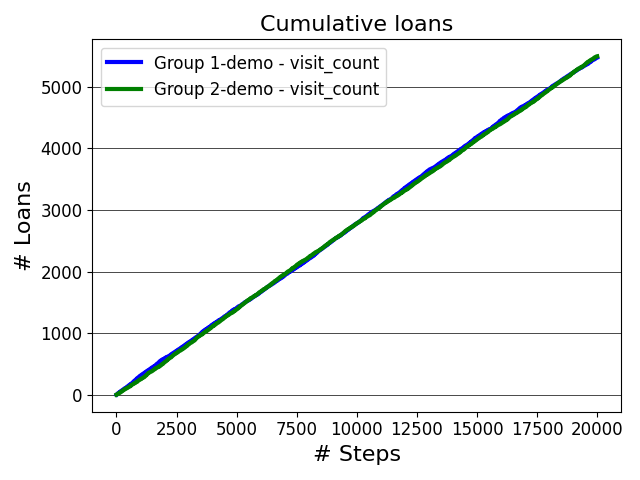 Cumulative loans
Group 1-demo - visit_count
Group 2-demo - visit_count
# Loans
5000
4000
3000
2000
1000
0
0 2500 5000 7500 10000 12500 15000 17500 20000
# Steps